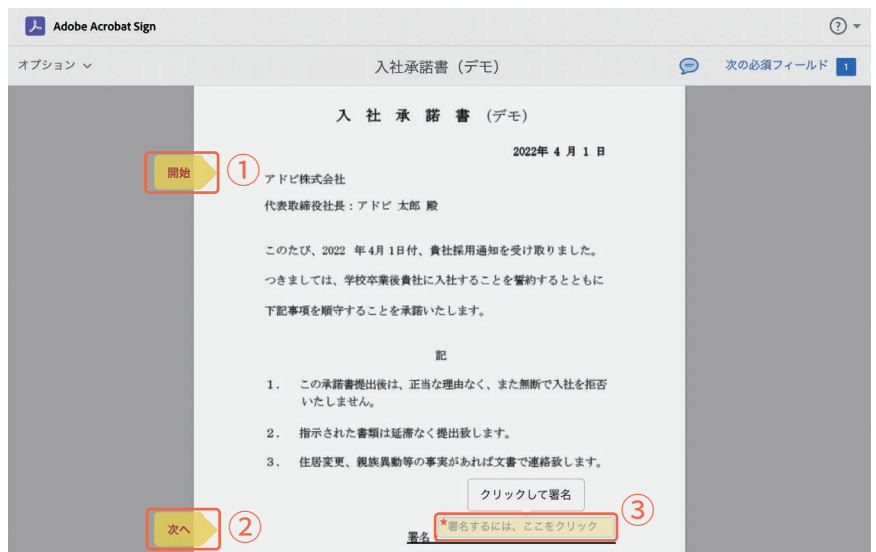 Adobe Acrobat Sign
?
オプション
入社承諾書（デモ）
次の必須フィールド 1
入 社 承 諾 書 （デモ）
2022年 4 月 1 日
開始
①
アドビ株式会社
代表取締役社長：アドビ 太郎 殿
このたび、2022 年 4月 1日付、貴社採用通知を受け取りました。
つきましては、学校卒業後貴社に入社することを誓約するとともに
下記事項を順守することを承諾いたします。
記
1. この承諾書提出後は、正当な理由なく、また無断で入社を拒否
いたしません。
2. 指示された書類は延滞なく提出致します。
3. 住居変更、親族異動等の事実があれば文書で連絡致します。
クリックして署名
③
次へ
②
*署名するには、ここをクリック
署名